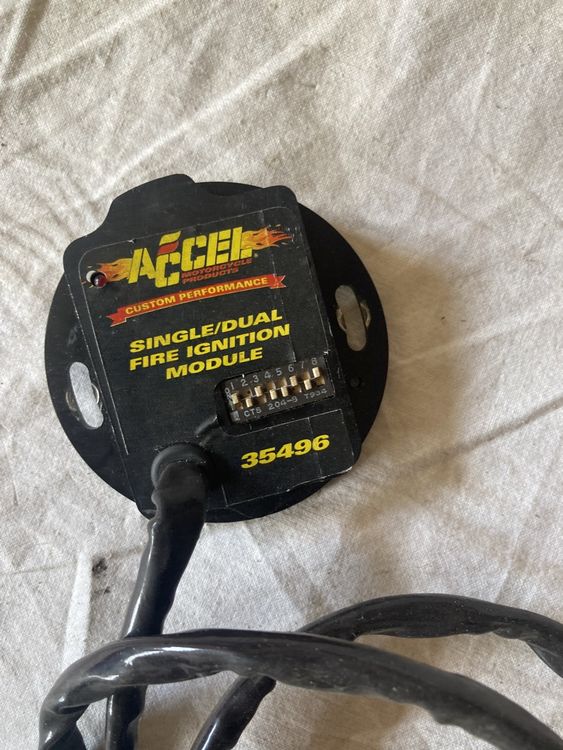 ACCEL®
MOTORCYCLE
PRODUCTS
CUSTOM PERFORMANCE
SINGLE/DUAL
FIRE IGNITION
MODULE
1 2 3 4 5 6 7 8
CTS 204-8 T934
35496